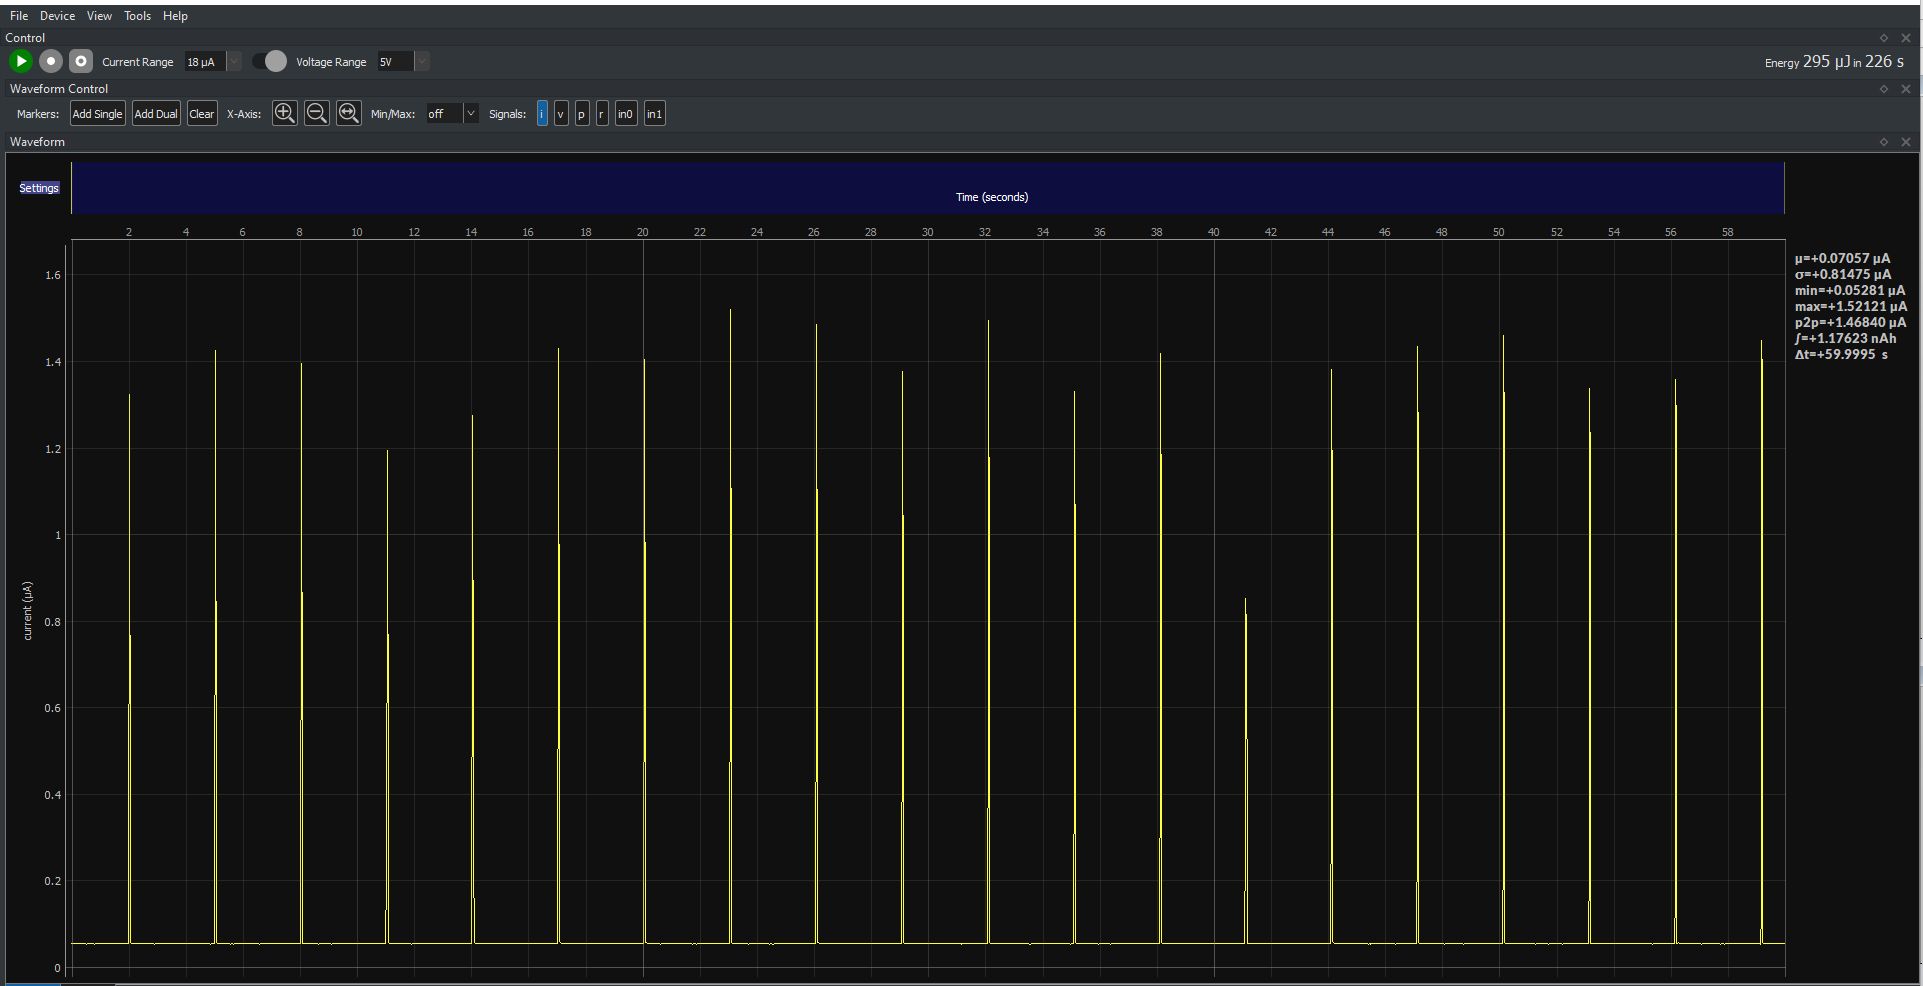 File Device View Tools Help
Control
Current Range 18 µA Voltage Range 5V Energy 295 µJ in 226 s
Waveform Control
Markers: Add Single Add Dual Clear X-Axis: Min/Max: off Signals: i v p r in0 in1
Waveform
Settings
Time (seconds)
2 4 6 8 10 12 14 16 18 20 22 24 26 28 30 32 34 36 38 40 42 44 46 48 50 52 54 56 58
µ=+0.07057 µA
σ=+0.81475 µA
min=+0.05281 µA
max=+1.52121 µA
p2p=+1.46840 µA
∫=+1.17623 nAh
Δt=+59.9995 s
1.6
1.4
1.2
1
0.8
0.6
0.4
0.2
0
current (µA)